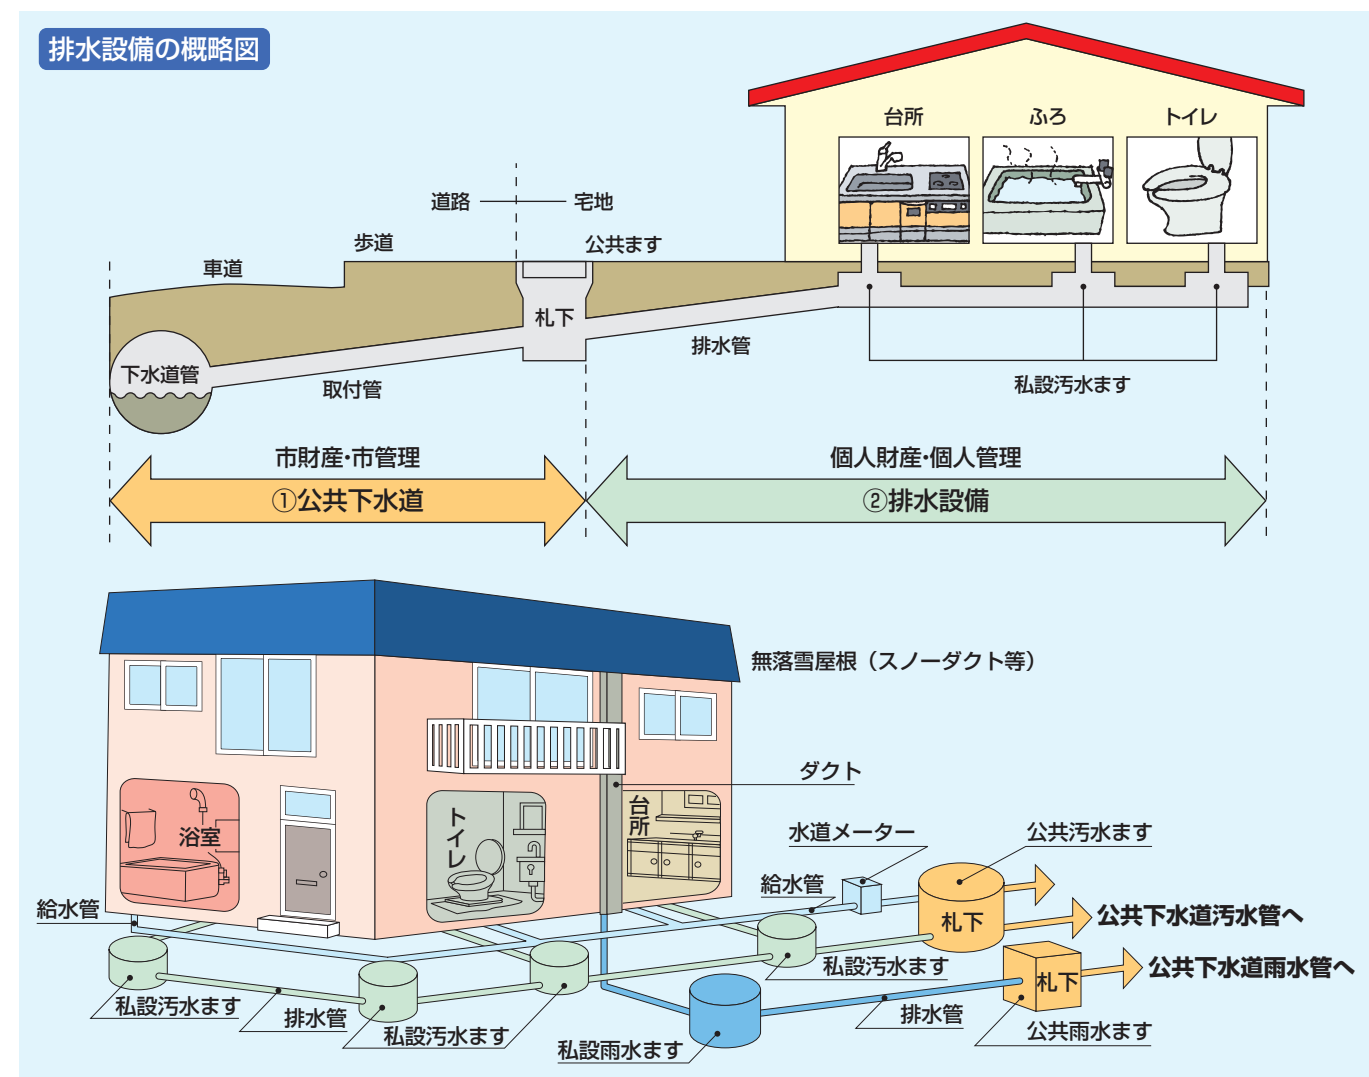 排水設備の概略図
台所
ふろ
トイレ
道路
宅地
歩道
公共ます
車道
札下
排水管
下水道管
取付管
私設汚水ます
市財産・市管理
個人財産・個人管理
①公共下水道
②排水設備
無落雪屋根（スノーダクト等）
ダクト
台所
トイレ
浴室
水道メーター
公共汚水ます
給水管
給水管
札下
公共下水道汚水管へ
私設汚水ます
札下
公共下水道雨水管へ
私設汚水ます
排水管
私設汚水ます
私設雨水ます
排水管
公共雨水ます